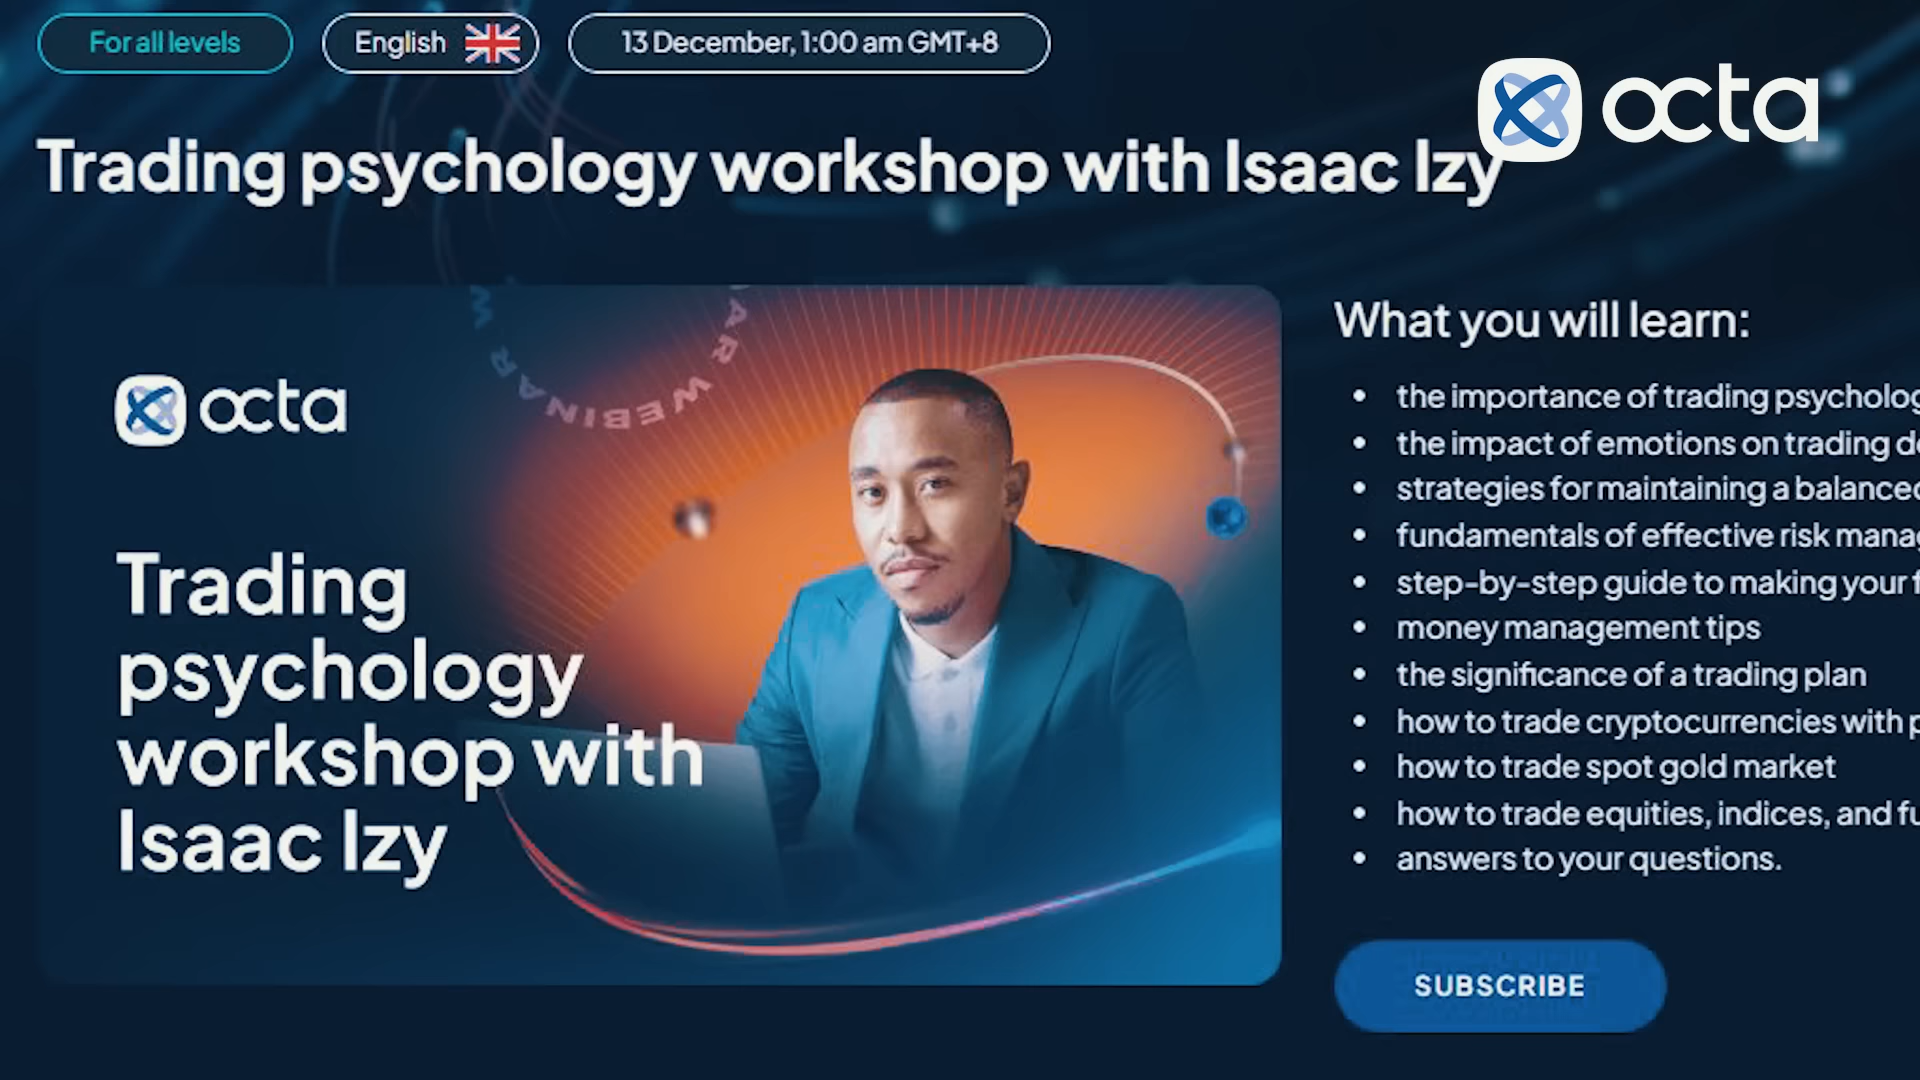 For all levels
English
13 December, 1:00 am GMT+8
octa
Trading psychology workshop with Isaac Izy
WEBINAR
octa
Trading
psychology
workshop with
Isaac Izy
What you will learn:
• the importance of trading
• the impact of emotions on trading
• strategies for maintaining a
• fundamentals of effective risk
• step-by-step guide to making your
• money management tips
• the significance of a trading plan
• how to trade cryptocurrencies with
• how to trade spot gold market
• how to trade equities, indices, and
• answers to your questions.
SUBSCRIBE